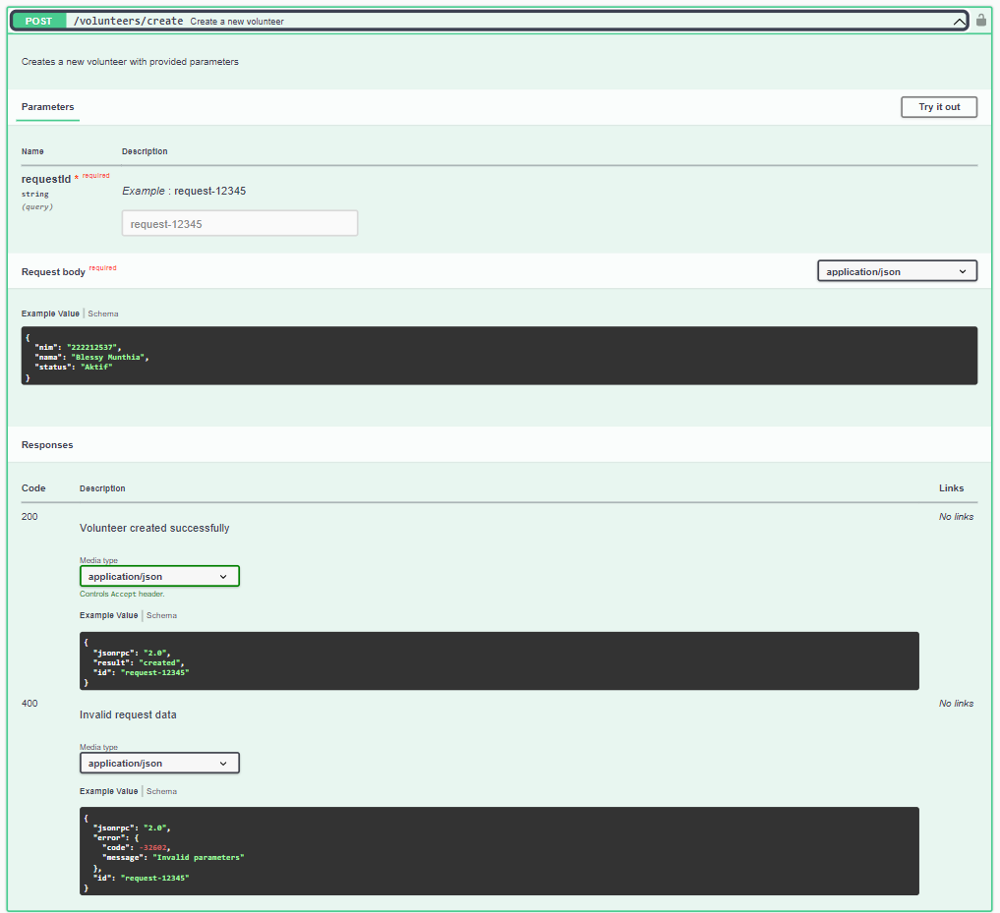 POST /volunteers/create Create a new volunteer
Creates a new volunteer with provided parameters
Parameters
Try it out
Name Description
requestId * required
string
(query)
Example : request-12345
request-12345
Request body required
application/json
Example Value | Schema
{
"nim": "222212537",
"nama": "Blessy Munthia",
"status": "Aktif"
}
Responses
Code Description Links
200 No links
Volunteer created successfully
Media type
application/json
Controls Accept header.
Example Value | Schema
{
"jsonrpc": "2.0",
"result": "created",
"id": "request-12345"
}
400 No links
Invalid request data
Media type
application/json
Example Value | Schema
{
"jsonrpc": "2.0",
"error": {
"code": -32602,
"message": "Invalid parameters"
},
"id": "request-12345"
}